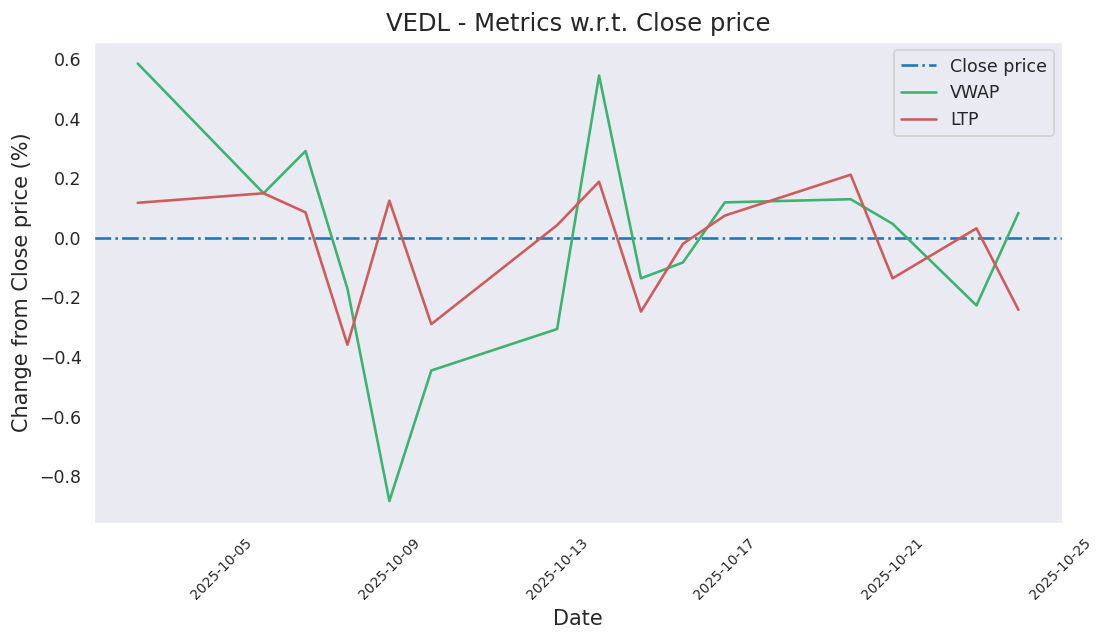 VEDL - Metrics w.r.t. Close price
Close price
VWAP
LTP
Change from Close price (%)
0.6
0.4
0.2
0.0
−0.2
−0.4
−0.6
−0.8
2025-10-05
2025-10-09
2025-10-13
2025-10-17
2025-10-21
2025-10-25
Date